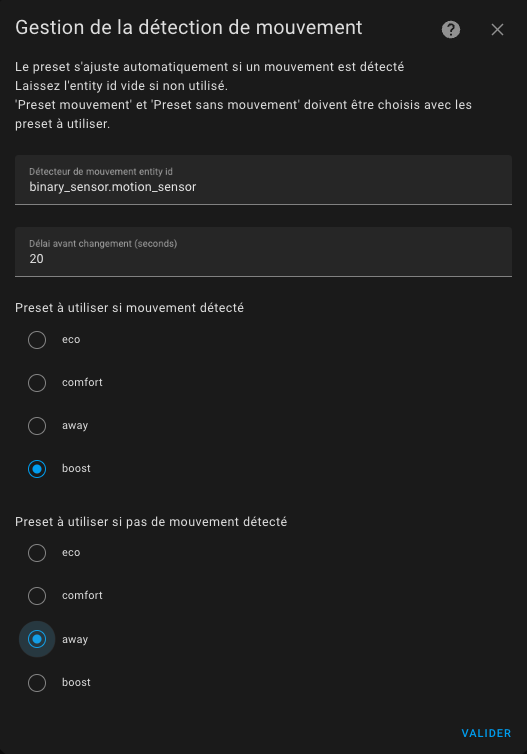 Gestion de la détection de mouvement
Le preset s'ajuste automatiquement si un mouvement est détecté
Laissez l'entity id vide si non utilisé.
'Preset mouvement' et 'Preset sans mouvement' doivent être choisis avec les
preset à utiliser.
Détecteur de mouvement entity id
binary_sensor.motion_sensor
Délai avant changement (seconds)
20
Preset à utiliser si mouvement détecté
eco
comfort
away
boost
Preset à utiliser si pas de mouvement détecté
eco
comfort
away
boost
VALIDER